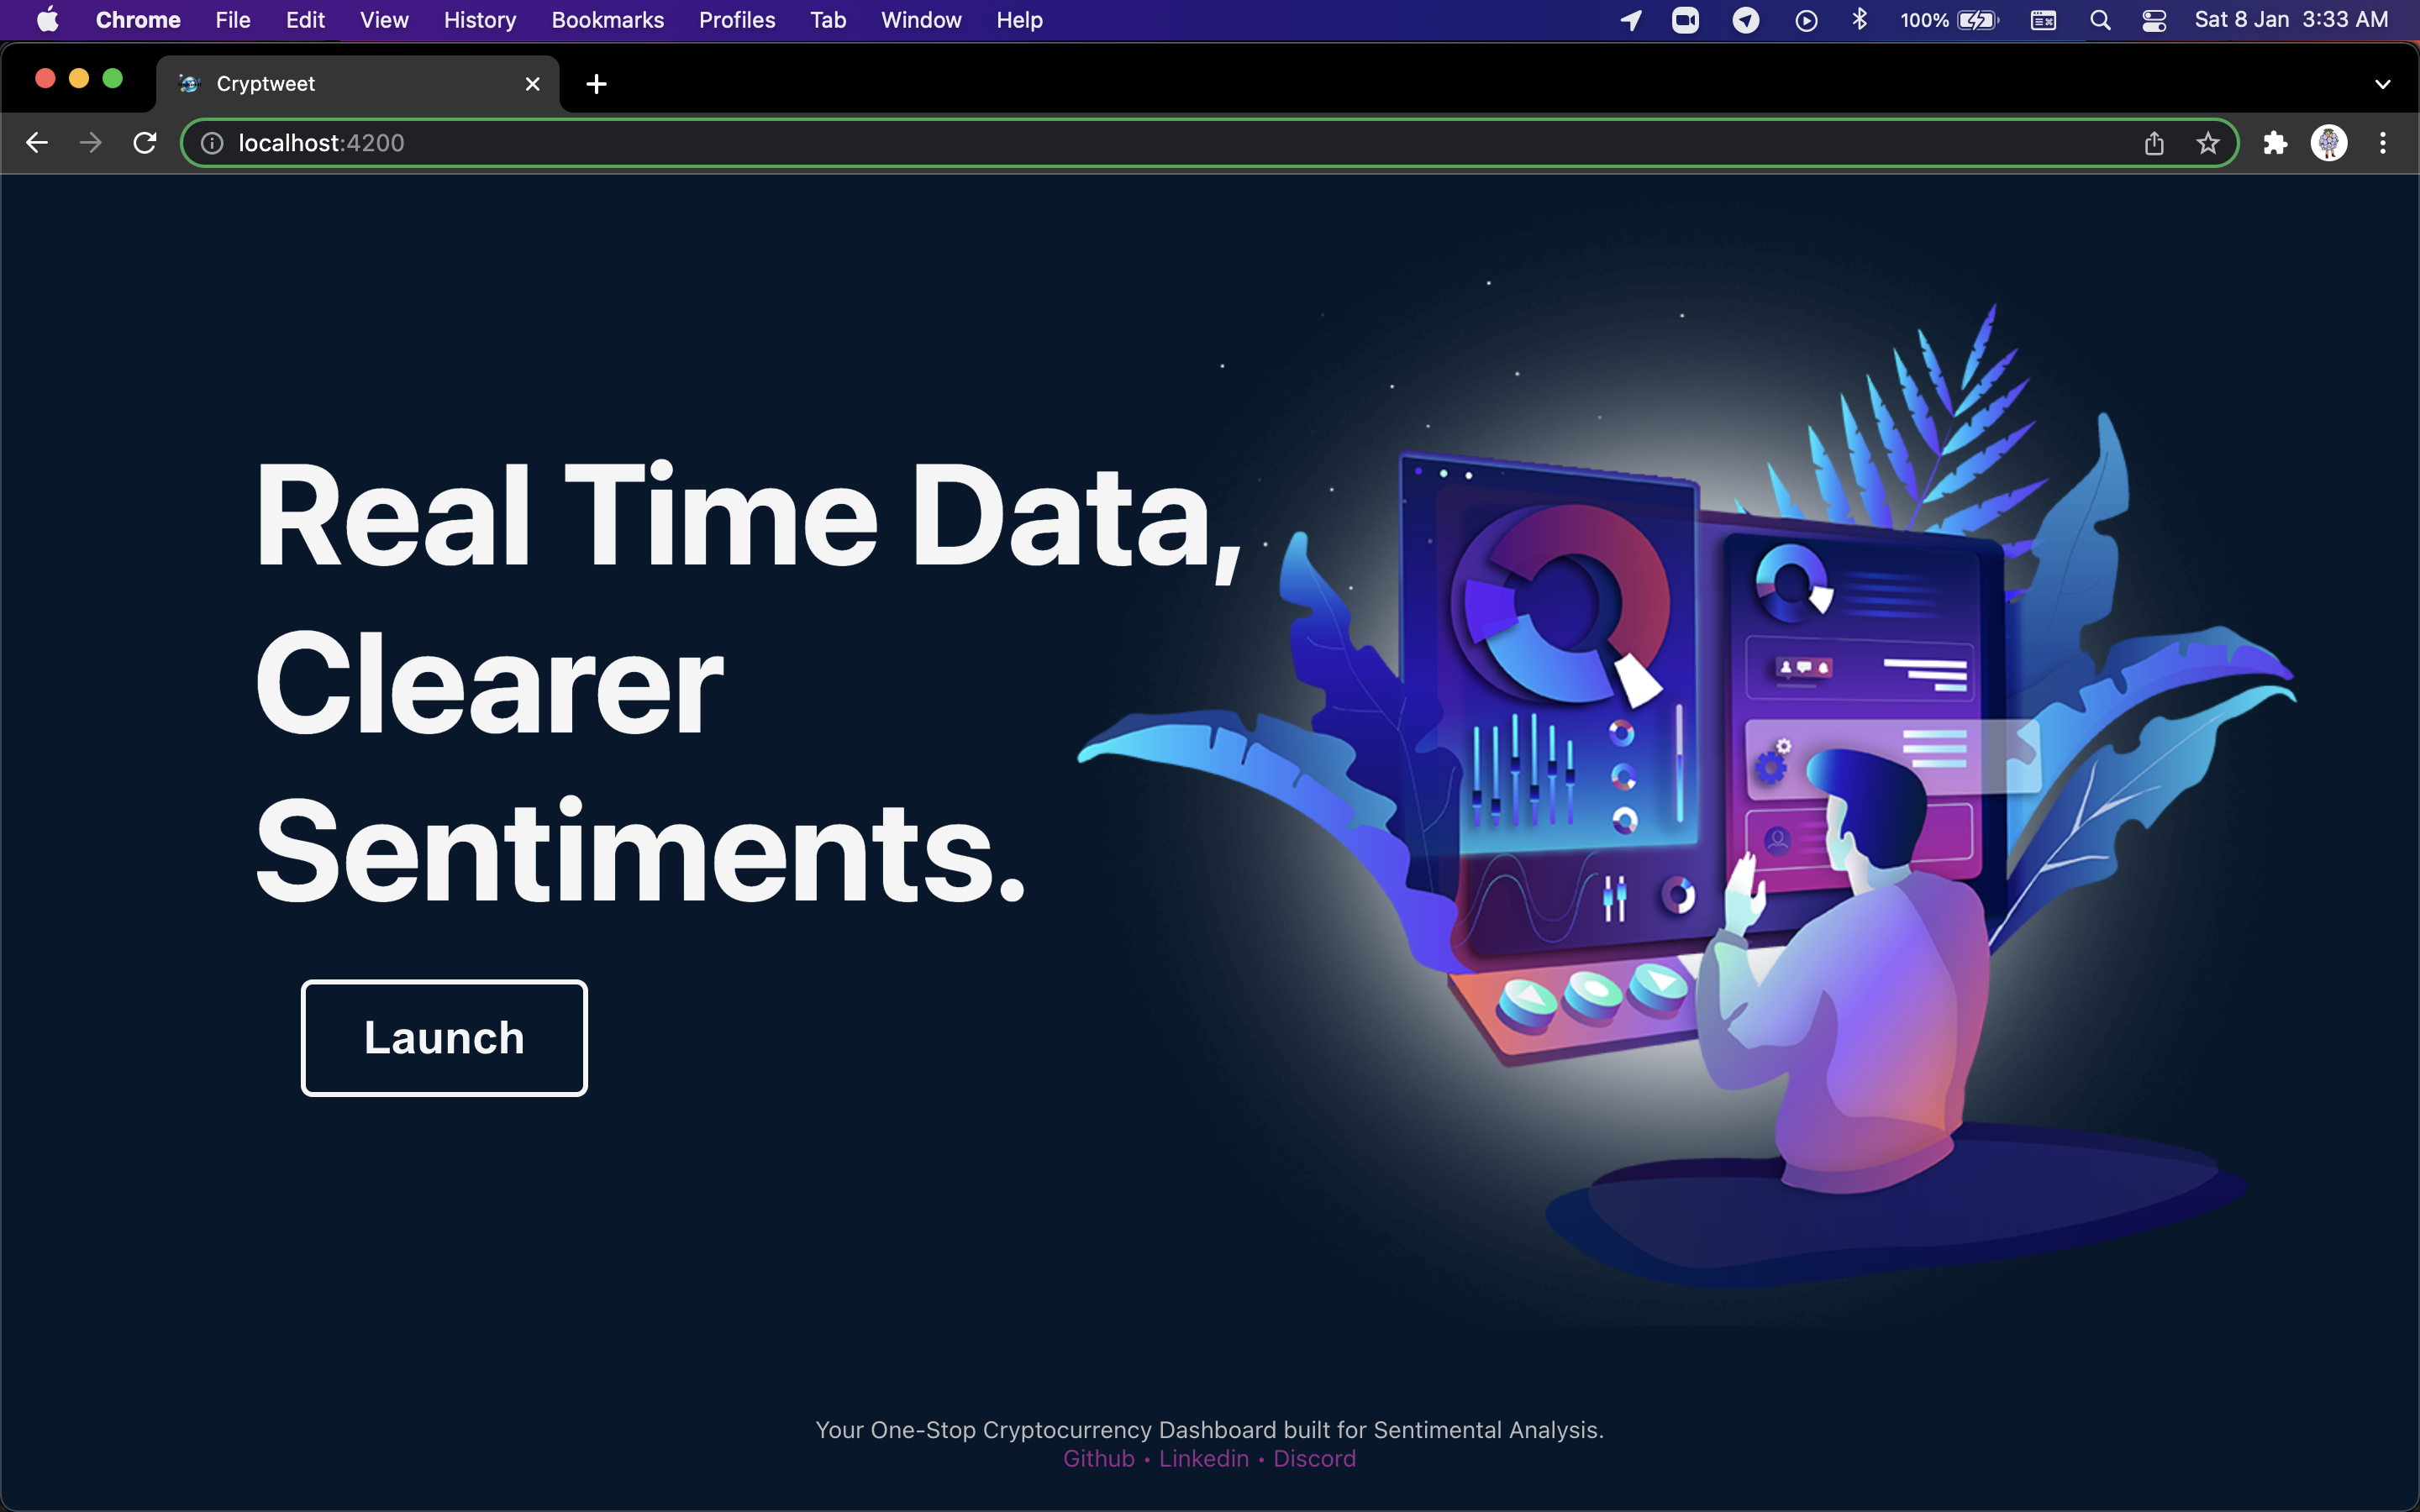 Chrome File Edit View History Bookmarks Profiles Tab Window Help 100% Sat 8 Jan 3:33 AM
Cryptweet
localhost:4200
Real Time Data,
Clearer
Sentiments.
Launch
Your One-Stop Cryptocurrency Dashboard built for Sentimental Analysis.
Github • Linkedin • Discord